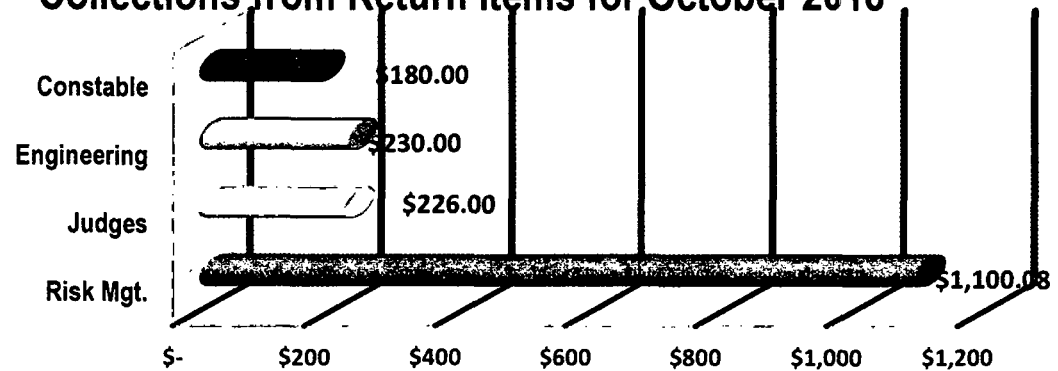 Collections from Return Items for October 2018
Constable $180.00
Engineering $230.00
Judges $226.00
Risk Mgt. $1,100.08
$- $200 $400 $600 $800 $1,000 $1,200